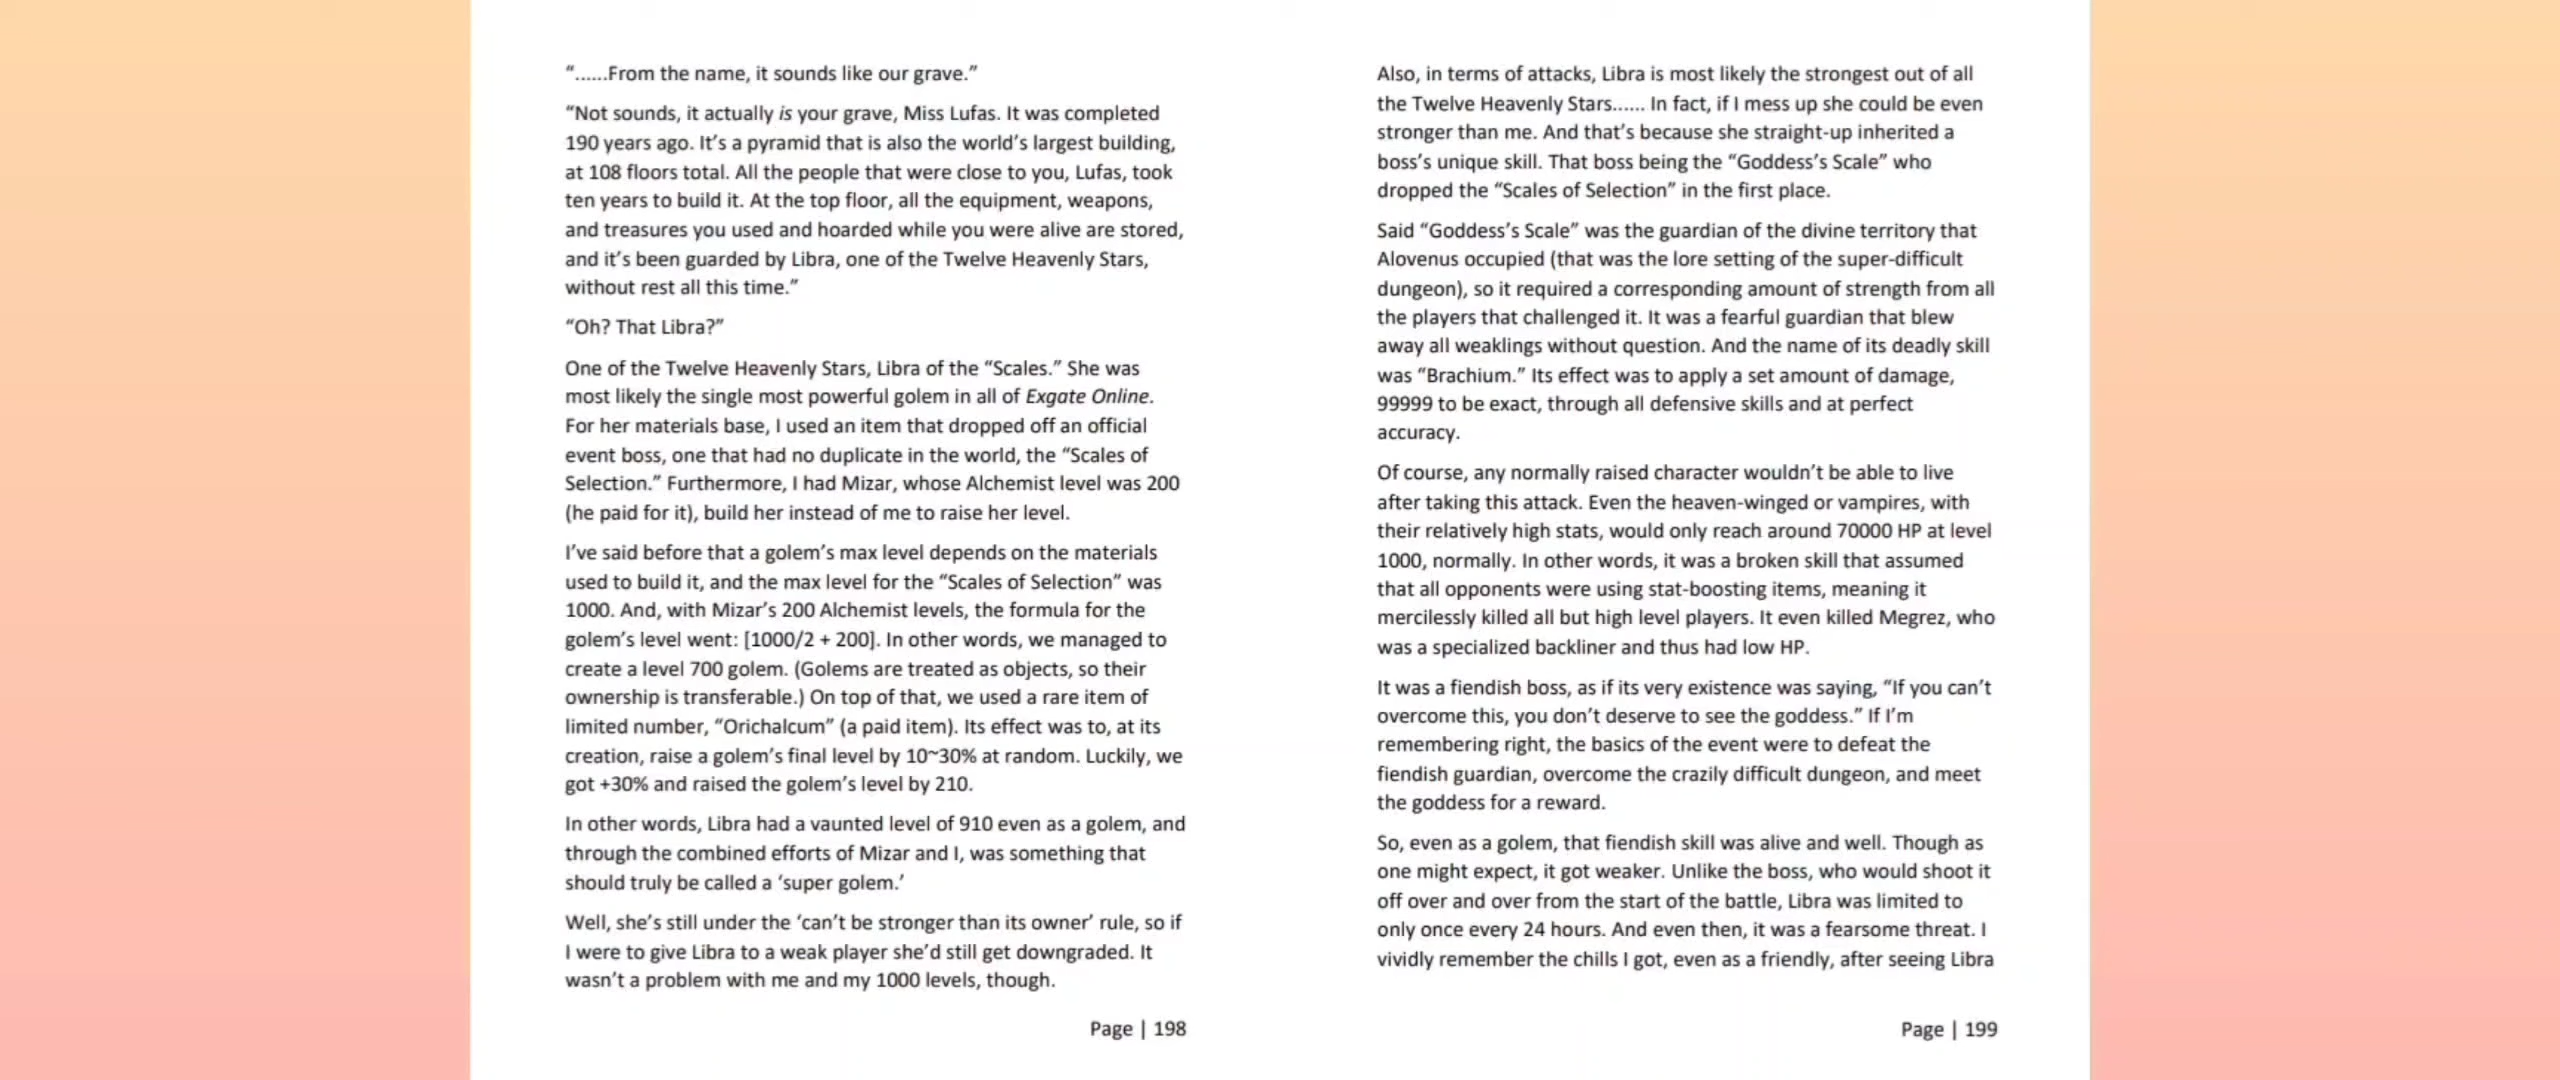 “......From the name, it sounds like our grave.”
“Not sounds, it actually is your grave, Miss Lufas. It was completed
190 years ago. It’s a pyramid that is also the world’s largest building,
at 108 floors total. All the people that were close to you, Lufas, took
ten years to build it. At the top floor, all the equipment, weapons,
and treasures you used and hoarded while you were alive are stored,
and it’s been guarded by Libra, one of the Twelve Heavenly Stars,
without rest all this time.”
“Oh? That Libra?”
One of the Twelve Heavenly Stars, Libra of the “Scales.” She was
most likely the single most powerful golem in all of Exgate Online.
For her materials base, I used an item that dropped off an official
event boss, one that had no duplicate in the world, the “Scales of
Selection.” Furthermore, I had Mizar, whose Alchemist level was 200
(he paid for it), build her instead of me to raise her level.
I’ve said before that a golem’s max level depends on the materials
used to build it, and the max level for the “Scales of Selection” was
1000. And, with Mizar’s 200 Alchemist levels, the formula for the
golem’s level went: [1000/2 + 200]. In other words, we managed to
create a level 700 golem. (Golems are treated as objects, so their
ownership is transferable.) On top of that, we used a rare item of
limited number, “Orichalcum” (a paid item). Its effect was to, at its
creation, raise a golem’s final level by 10~30% at random. Luckily, we
got +30% and raised the golem’s level by 210.
In other words, Libra had a vaunted level of 910 even as a golem, and
through the combined efforts of Mizar and I, was something that
should truly be called a ‘super golem.’
Well, she’s still under the ‘can’t be stronger than its owner’ rule, so if
I were to give Libra to a weak player she’d still get downgraded. It
wasn’t a problem with me and my 1000 levels, though.
Page | 198
Also, in terms of attacks, Libra is most likely the strongest out of all
the Twelve Heavenly Stars...... In fact, if I mess up she could be even
stronger than me. And that’s because she straight-up inherited a
boss’s unique skill. That boss being the “Goddess’s Scale” who
dropped the “Scales of Selection” in the first place.
Said “Goddess’s Scale” was the guardian of the divine territory that
Alovenus occupied (that was the lore setting of the super-difficult
dungeon), so it required a corresponding amount of strength from all
the players that challenged it. It was a fearful guardian that blew
away all weaklings without question. And the name of its deadly skill
was “Brachium.” Its effect was to apply a set amount of damage,
99999 to be exact, through all defensive skills and at perfect
accuracy.
Of course, any normally raised character wouldn’t be able to live
after taking this attack. Even the heaven-winged or vampires, with
their relatively high stats, would only reach around 70000 HP at level
1000, normally. In other words, it was a broken skill that assumed
that all opponents were using stat-boosting items, meaning it
mercilessly killed all but high level players. It even killed Megrez, who
was a specialized backliner and thus had low HP.
It was a fiendish boss, as if its very existence was saying, “If you can’t
overcome this, you don’t deserve to see the goddess.” If I’m
remembering right, the basics of the event were to defeat the
fiendish guardian, overcome the crazily difficult dungeon, and meet
the goddess for a reward.
So, even as a golem, that fiendish skill was alive and well. Though as
one might expect, it got weaker. Unlike the boss, who would shoot it
off over and over from the start of the battle, Libra was limited to
only once every 24 hours. And even then, it was a fearsome threat. I
vividly remember the chills I got, even as a friendly, after seeing Libra
Page | 199